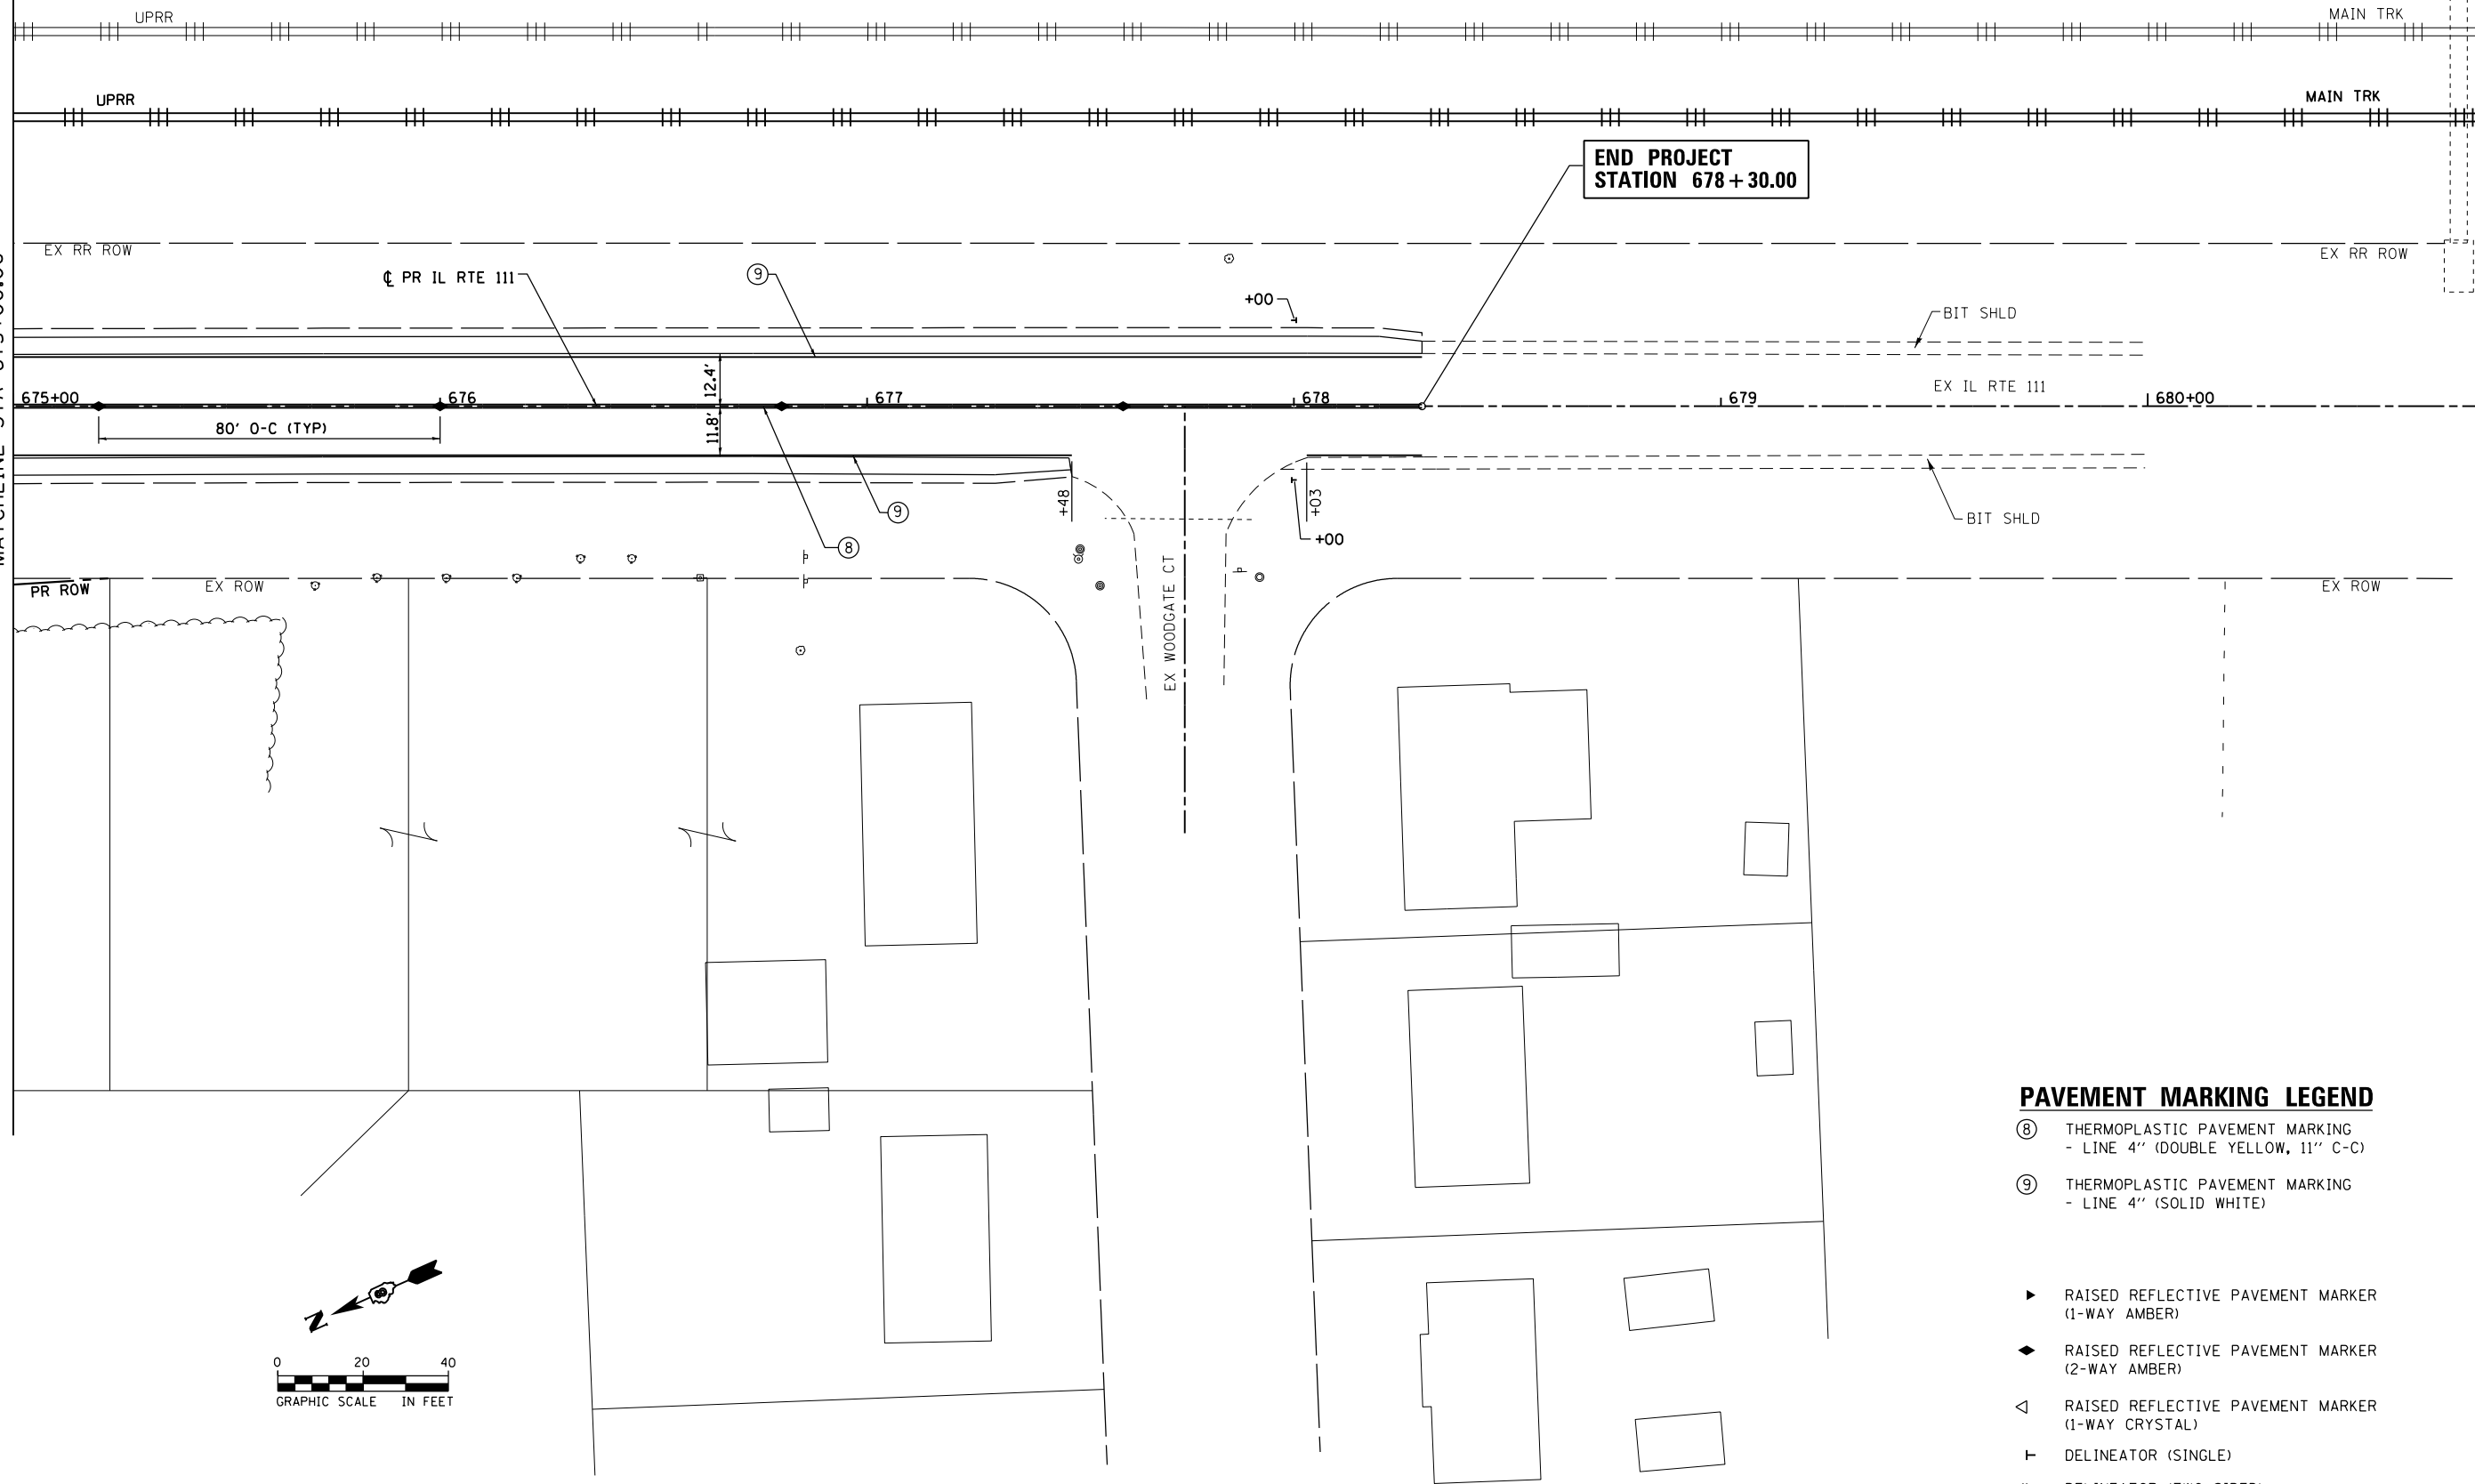 UPRR
MAIN TRK
UPRR
MAIN TRK
END PROJECT
STATION 678+30.00
EX RR ROW
EX RR ROW
℄ PR IL RTE 111
9
+00
BIT SHLD
12.4'
EX IL RTE 111
675+00
676
677
678
679
680+00
80' O-C (TYP)
11.8'
+48
+03
9
BIT SHLD
8
+00
PR ROW
EX ROW
EX WOODGATE CT
EX ROW
PAVEMENT MARKING LEGEND
8 THERMOPLASTIC PAVEMENT MARKING
- LINE 4" (DOUBLE YELLOW, 11" C-C)
9 THERMOPLASTIC PAVEMENT MARKING
- LINE 4" (SOLID WHITE)
RAISED REFLECTIVE PAVEMENT MARKER
(1-WAY AMBER)
RAISED REFLECTIVE PAVEMENT MARKER
(2-WAY AMBER)
RAISED REFLECTIVE PAVEMENT MARKER
(1-WAY CRYSTAL)
DELINEATOR (SINGLE)
N
0 20 40
GRAPHIC SCALE IN FEET